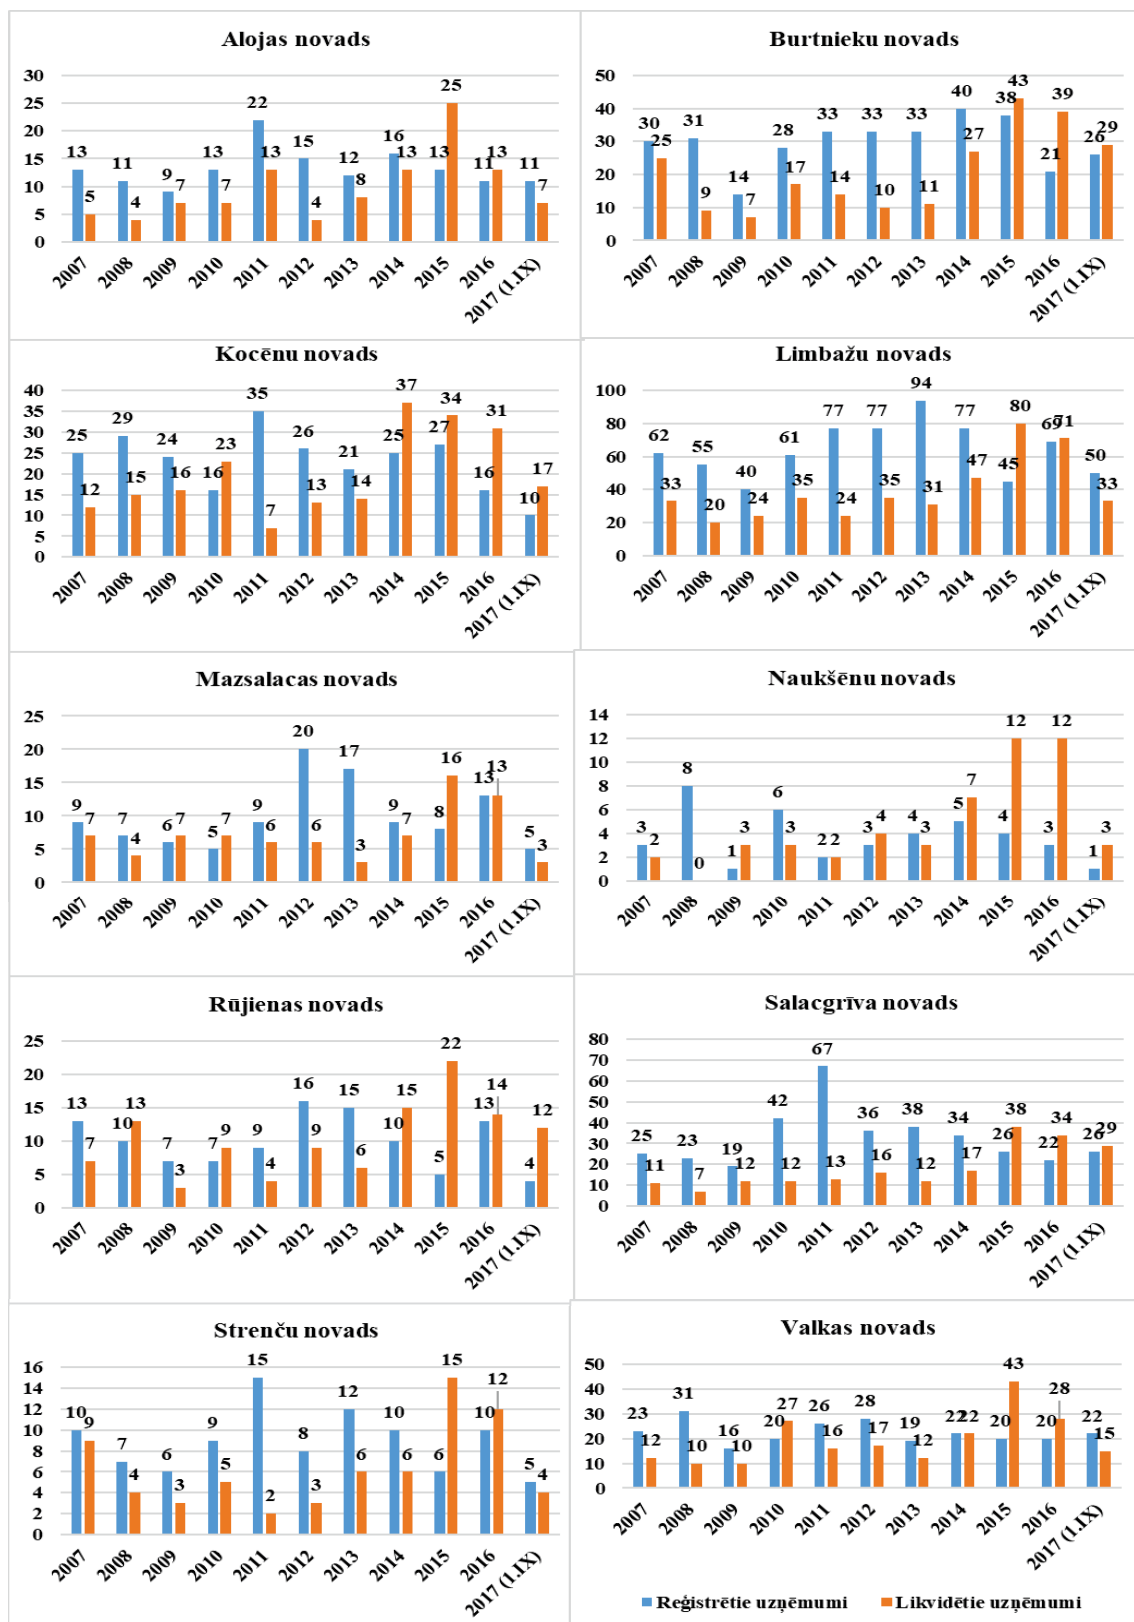 Alojas novads
30
25
20
15
10
5
0
13 11 9 13 22 15 12 16 13 11 11
5 4 7 7 13 4 8 13 25 13 7
2007 2008 2009 2010 2011 2012 2013 2014 2015 2016 2017 (1.IX)
Burtnieku novads
50
40
30
20
10
0
30 31 14 28 33 33 33 40 38 21 26
25 9 7 17 14 10 11 27 43 39 29
2007 2008 2009 2010 2011 2012 2013 2014 2015 2016 2017 (1.IX)
Kocēnu novads
40
35
30
25
20
15
10
5
0
25 29 24 16 35 26 21 25 27 16 10
12 15 16 23 7 13 14 37 34 31 17
2007 2008 2009 2010 2011 2012 2013 2014 2015 2016 2017 (1.IX)
Limbažu novads
100
80
60
40
20
0
62 55 40 61 77 77 94 77 45 69 50
33 20 24 35 24 35 31 47 80 71 33
2007 2008 2009 2010 2011 2012 2013 2014 2015 2016 2017 (1.IX)
Mazsalacas novads
25
20
15
10
5
0
9 7 6 5 9 20 17 9 8 13 5
7 4 7 7 6 6 3 7 16 13 3
2007 2008 2009 2010 2011 2012 2013 2014 2015 2016 2017 (1.IX)
Naukšēnu novads
14
12
10
8
6
4
2
0
3 8 1 6 2 3 4 5 4 3 1
2 0 3 3 2 4 3 7 12 12 3
2007 2008 2009 2010 2011 2012 2013 2014 2015 2016 2017 (1.IX)
Rūjienas novads
25
20
15
10
5
0
13 10 7 7 9 16 15 10 5 13 4
7 13 3 9 4 9 6 15 22 14 12
2007 2008 2009 2010 2011 2012 2013 2014 2015 2016 2017 (1.IX)
Salacgrīva novads
80
70
60
50
40
30
20
10
0
25 23 19 42 67 36 38 34 26 22 26
11 7 12 12 13 16 12 17 38 34 29
2007 2008 2009 2010 2011 2012 2013 2014 2015 2016 2017 (1.IX)
Strenču novads
16
14
12
10
8
6
4
2
0
10 7 6 9 15 8 12 10 6 10 5
9 4 3 5 2 3 6 6 15 12 4
2007 2008 2009 2010 2011 2012 2013 2014 2015 2016 2017 (1.IX)
Valkas novads
50
40
30
20
10
0
23 31 16 20 26 28 19 22 20 20 22
12 10 10 27 16 17 12 22 43 28 15
2007 2008 2009 2010 2011 2012 2013 2014 2015 2016 2017 (1.IX)
Reģistrētie uzņēmumi Likvidētie uzņēmumi